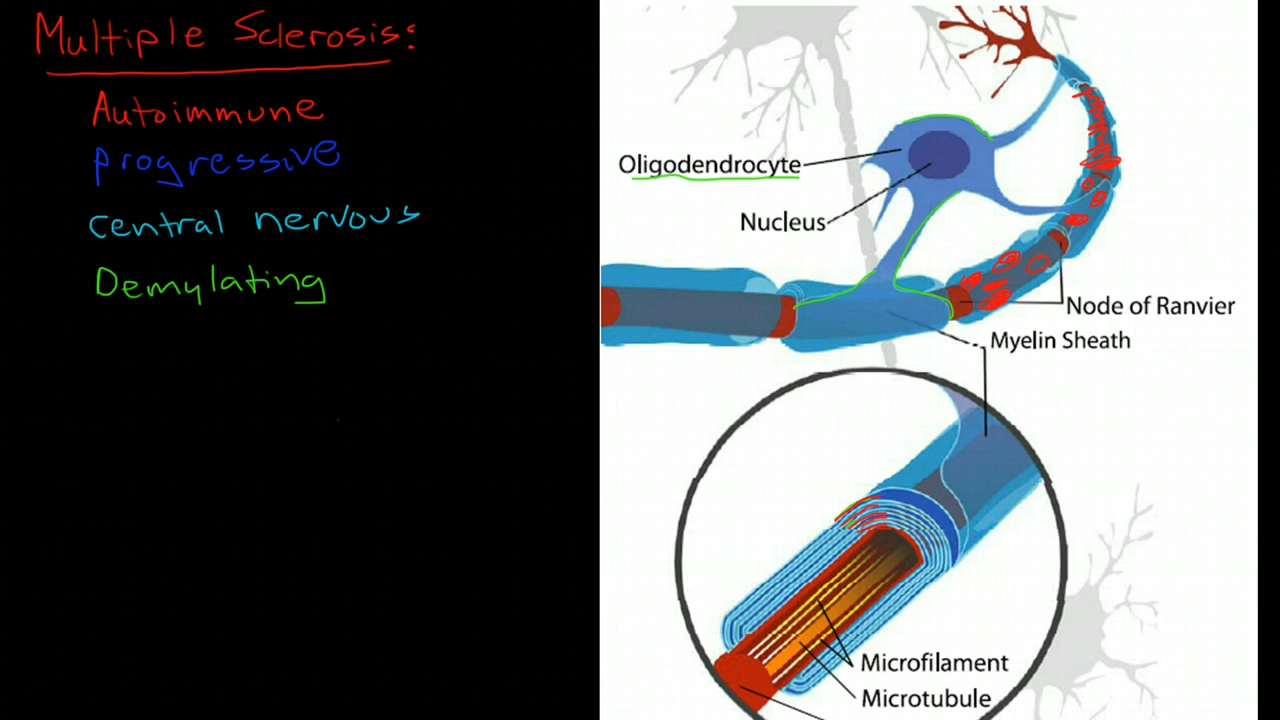 Multiple Sclerosis:
Autoimmune
progressive
central nervous
Demylating
Oligodendrocyte
Nucleus
Node of Ranvier
Myelin Sheath
Microfilament
Microtubule